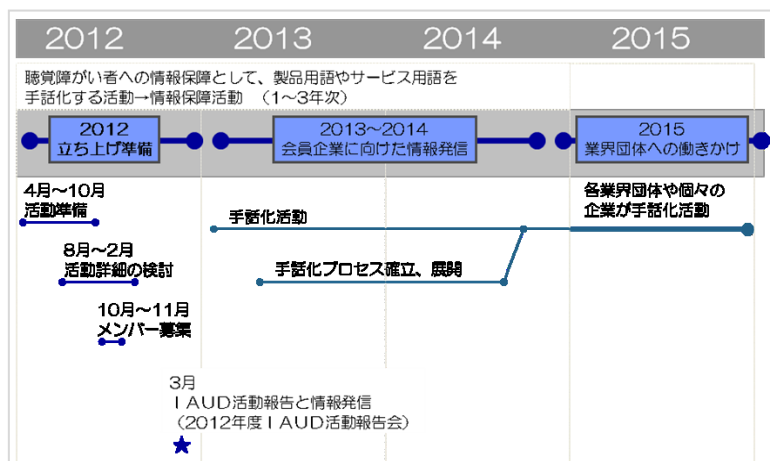 2012 2013 2014 2015
聴覚障がい者への情報保障として、製品用語やサービス用語を
手話化する活動→情報保障活動　（1～3年次）
2012
立ち上げ準備
2013～2014
会員企業に向けた情報発信
2015
業界団体への働きかけ
4月～10月
活動準備
8月～2月
活動詳細の検討
10月～11月
メンバー募集
手話化活動
手話化プロセス確立、展開
各業界団体や個々の
企業が手話化活動
3月
ＩAUD活動報告と情報発信
（2012年度ＩAUD活動報告会）